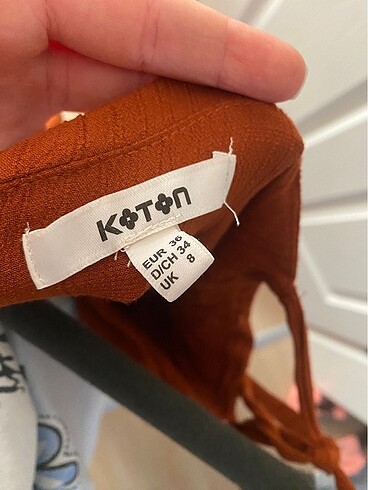 KOTON
EUR 36
D/CH 34
UK 8